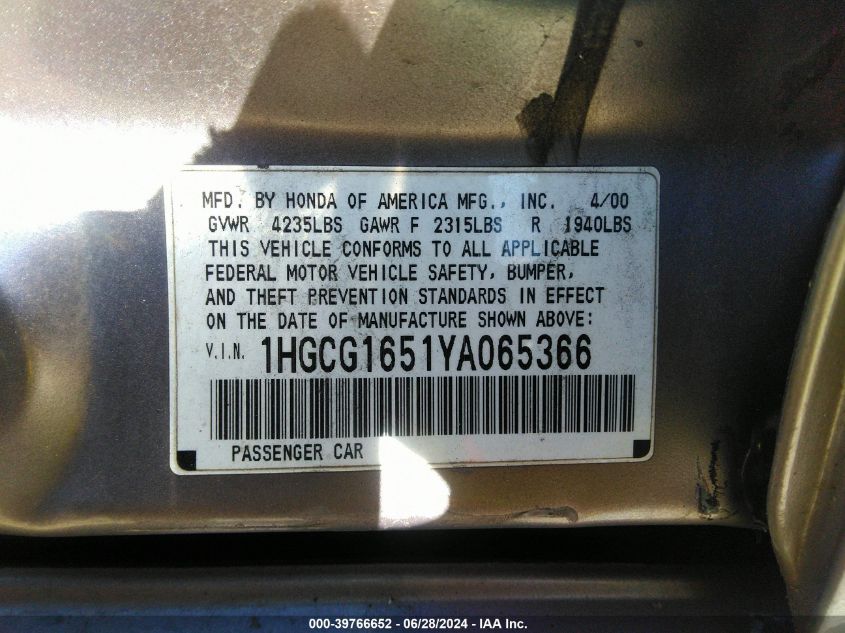 MFD. BY HONDA OF AMERICA MFG., INC. 4/00
GVWR 4235LBS GAWR F 2315LBS R 1940LBS
THIS VEHICLE CONFORMS TO ALL APPLICABLE
FEDERAL MOTOR VEHICLE SAFETY, BUMPER,
AND THEFT PREVENTION STANDARDS IN EFFECT
ON THE DATE OF MANUFACTURE SHOWN ABOVE:
V.I.N. 1HGCG1651YA065366
PASSENGER CAR
000-39766652 - 06/28/2024 - IAA Inc.